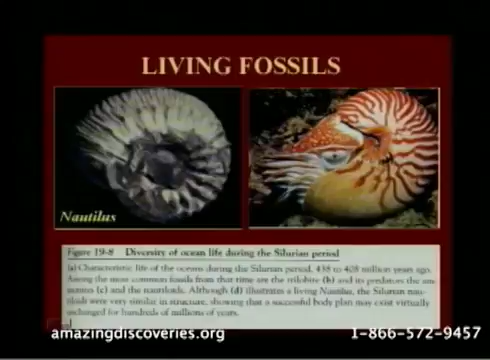 LIVING FOSSILS
Nautilus
Figure 19-8 Diversity of ocean life during the Silurian period
(a) Characteristic life of the oceans during the Silurian period, 438 to 408 million years ago.
Among the most common fossils from that time are the trilobite (b) and its predators the am-
monites (c) and the nautiloids. Although (d) illustrates a living Nautilus, the Silurian nau-
tiloids were very similar in structure, showing that a successful body plan may exist virtually
unchanged for hundreds of millions of years.
amazingdiscoveries.org
1-866-572-9457